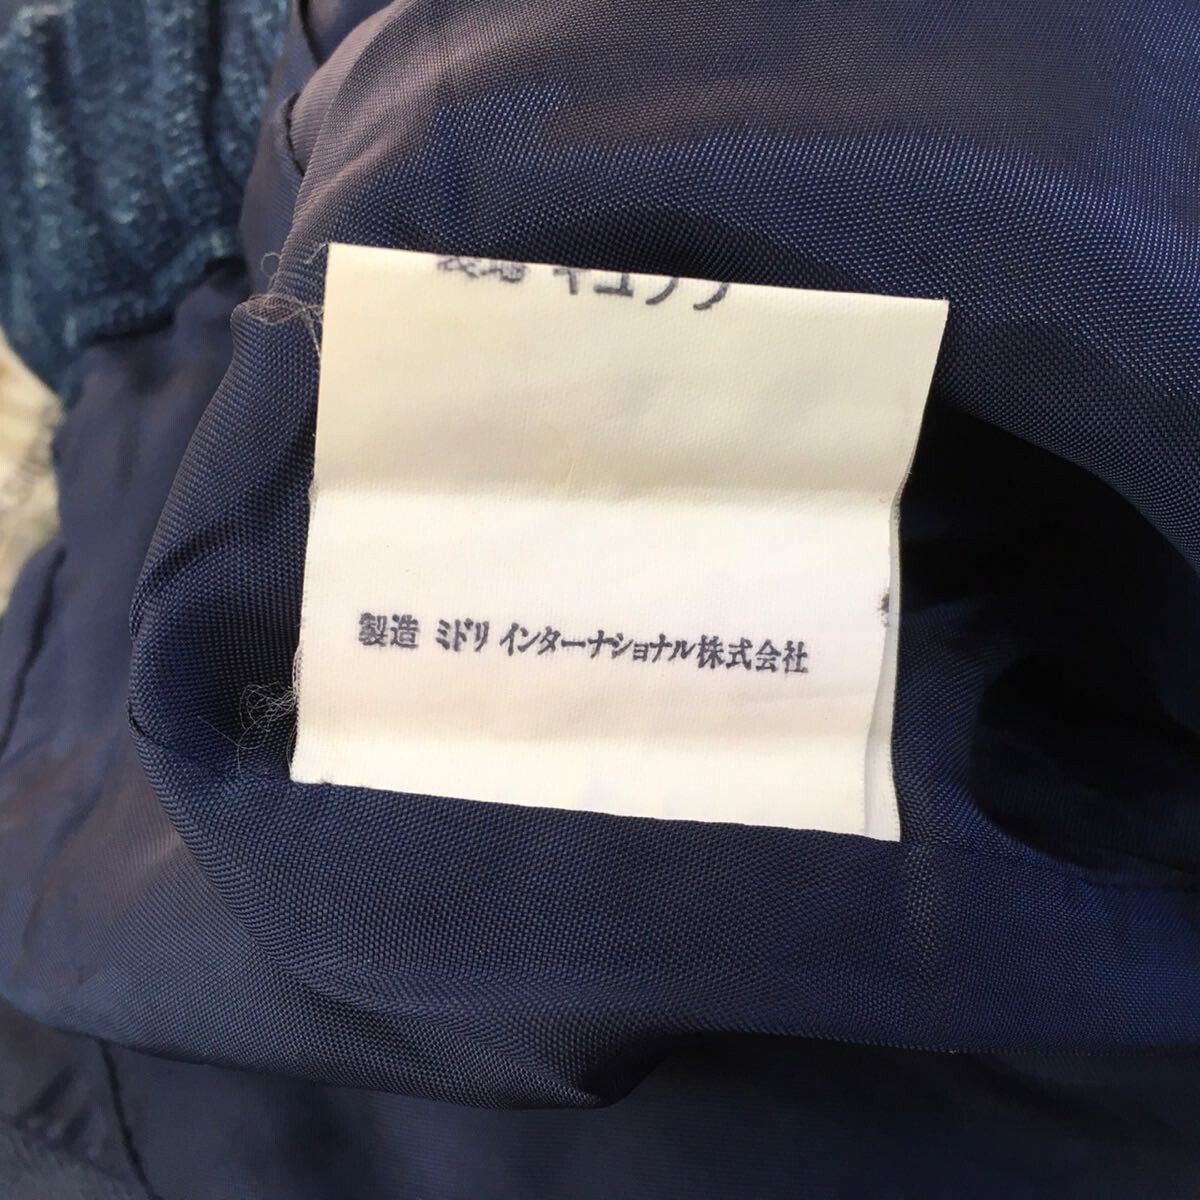 製造 ミドリ インターナショナル株式会社